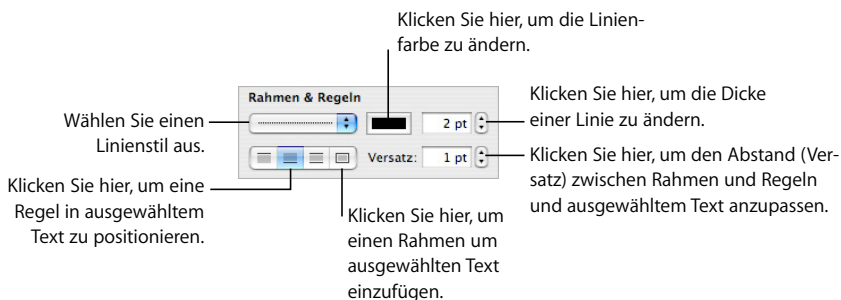 Klicken Sie hier, um die Linien-
farbe zu ändern.
Rahmen & Regeln
Wählen Sie einen
Linienstil aus.
2 pt
Klicken Sie hier, um die Dicke
einer Linie zu ändern.
Versatz: 1 pt
Klicken Sie hier, um den Abstand (Ver-
satz) zwischen Rahmen und Regeln
und ausgewähltem Text anzupassen.
Klicken Sie hier, um eine
Regel in ausgewähltem
Text zu positionieren.
Klicken Sie hier, um
einen Rahmen um
ausgewählten Text
einzufügen.